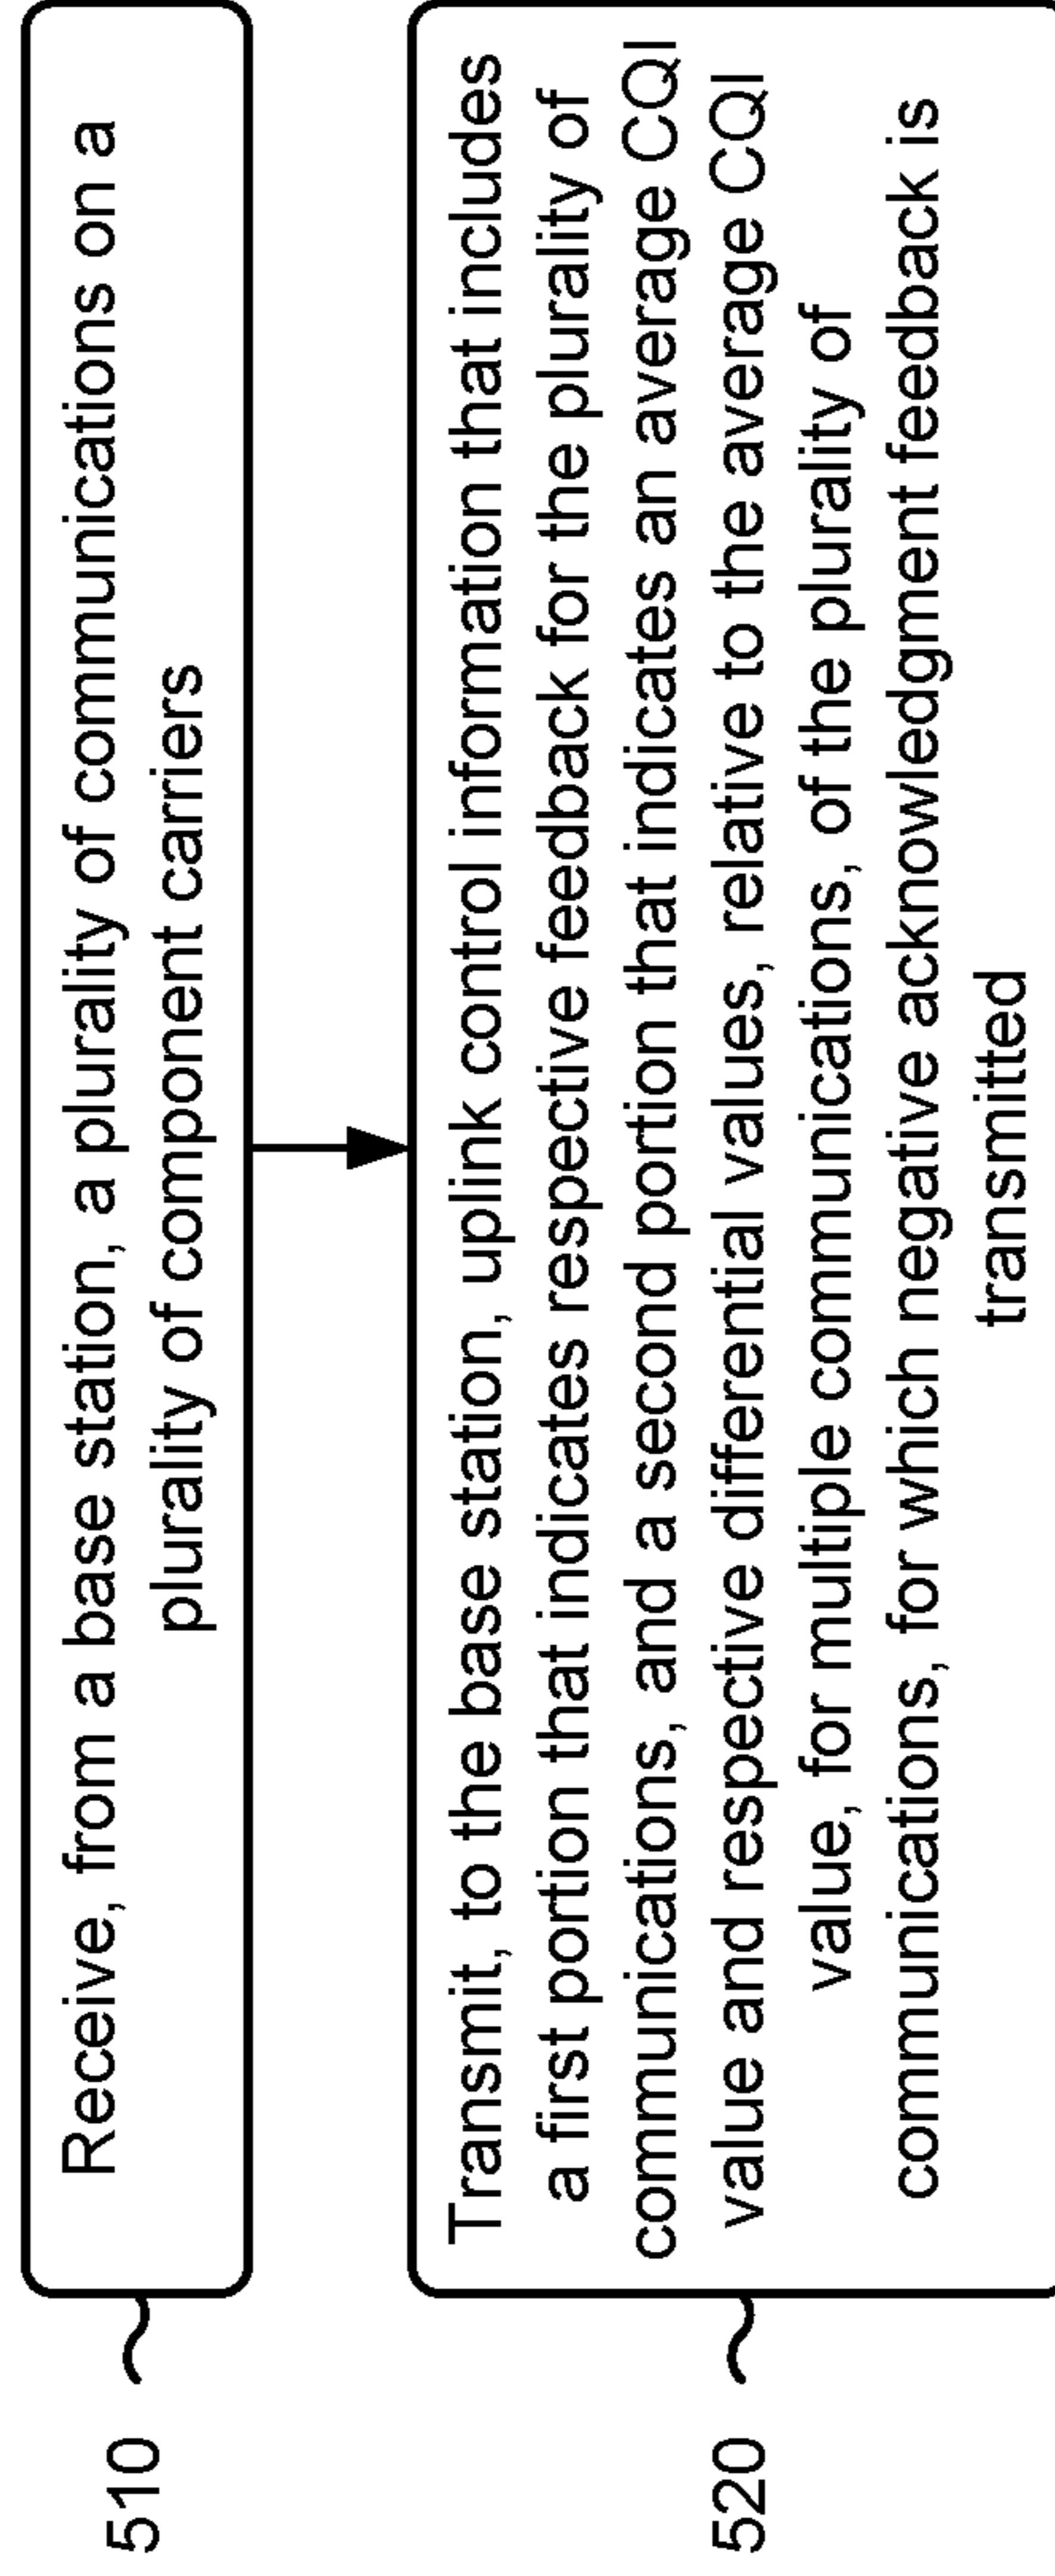 510
Receive, from a base station, a plurality of communications on a
plurality of component carriers
520
Transmit, to the base station, uplink control information that includes
a first portion that indicates respective feedback for the plurality of
communications, and a second portion that indicates an average CQI
value and respective differential values, relative to the average CQI
value, for multiple communications, of the plurality of
communications, for which negative acknowledgment feedback is
transmitted